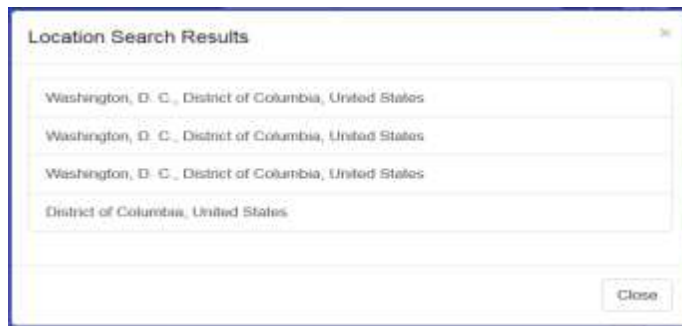 Location Search Results
×
Washington, D. C., District of Columbia, United States
Washington, D. C., District of Columbia, United States
Washington, D. C., District of Columbia, United States
District of Columbia, United States
Close